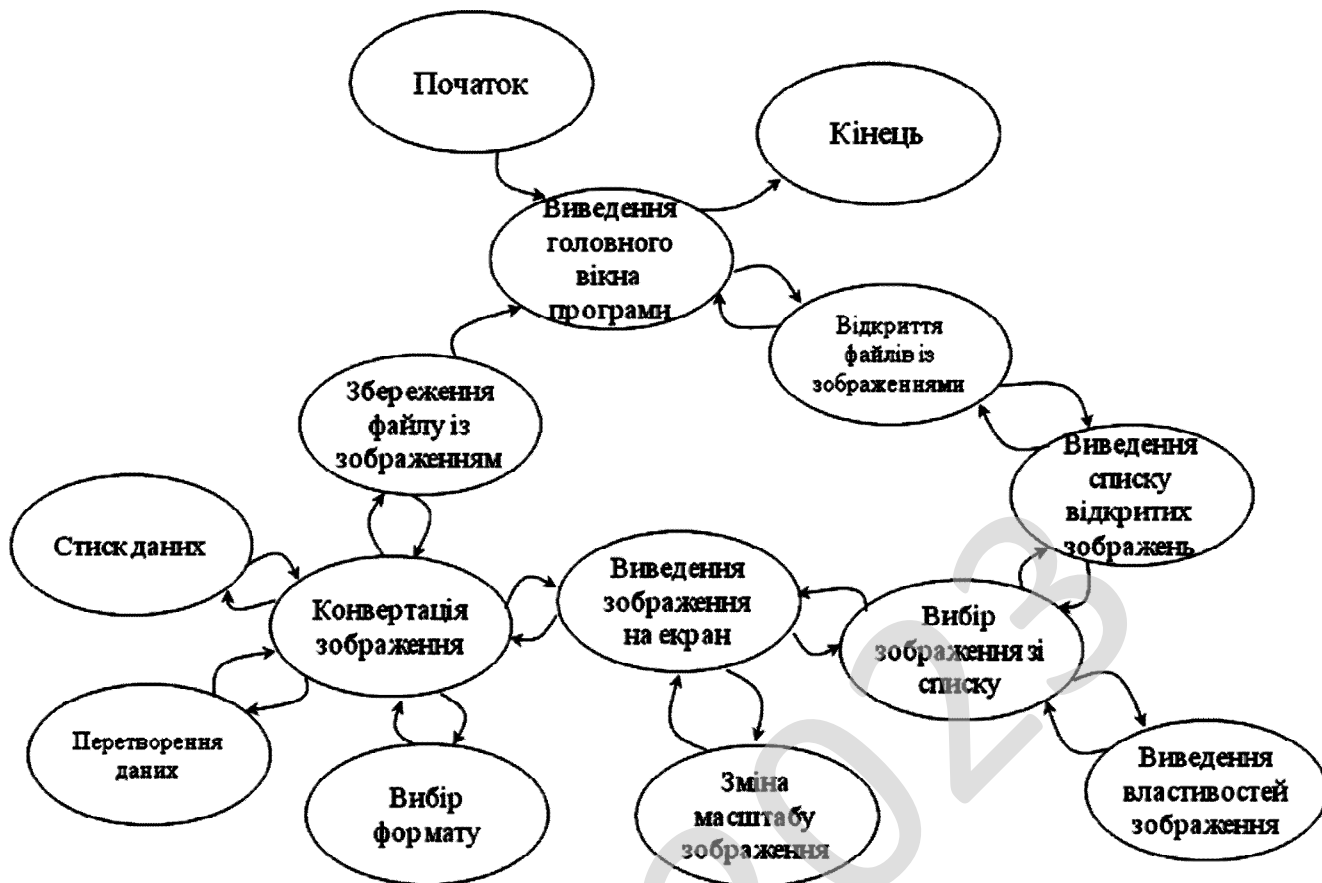 Початок
Кінець
Виведення
головного
вікна
програми
Відкриття
файлів із
зображеннями
Збереження
файлу із
зображенням
Виведення
списку
відкритих
зображень
Стиск даних
Конвертація
зображення
Виведення
зображення
на екран
Вибір
зображення зі
списку
Перетворення
даних
Вибір
формату
Зміна
масштабу
зображення
Виведення
властивостей
зображення
2023